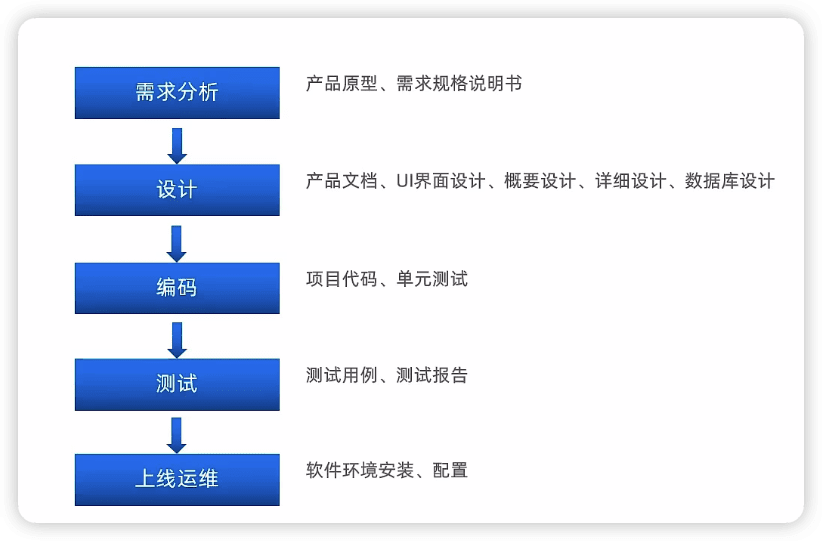 需求分析
产品原型、需求规格说明书
设计
产品文档、UI界面设计、概要设计、详细设计、数据库设计
编码
项目代码、单元测试
测试
测试用例、测试报告
上线运维
软件环境安装、配置